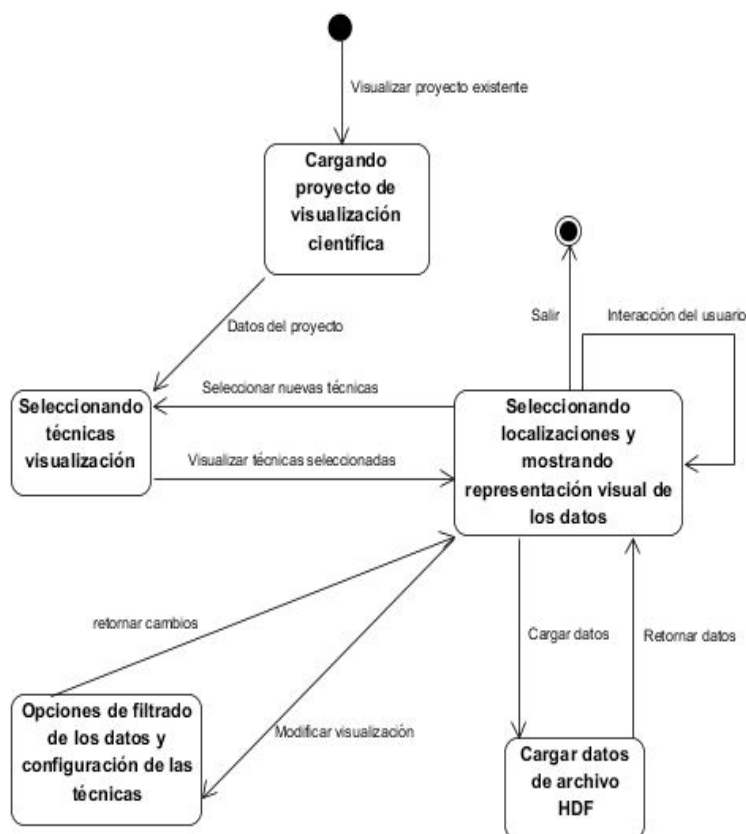 Visualizar proyecto existente
Cargando
proyecto de
visualización
científica
Datos del proyecto
Salir
Interacción del usuario
Seleccionando
técnicas
visualización
Seleccionar nuevas técnicas
Visualizar técnicas seleccionadas
Seleccionando
localizaciones y
mostrando
representación visual de
los datos
retornar cambios
Modificar visualización
Cargar datos
Retornar datos
Opciones de filtrado
de los datos y
configuración de las
técnicas
Cargar datos
de archivo
HDF